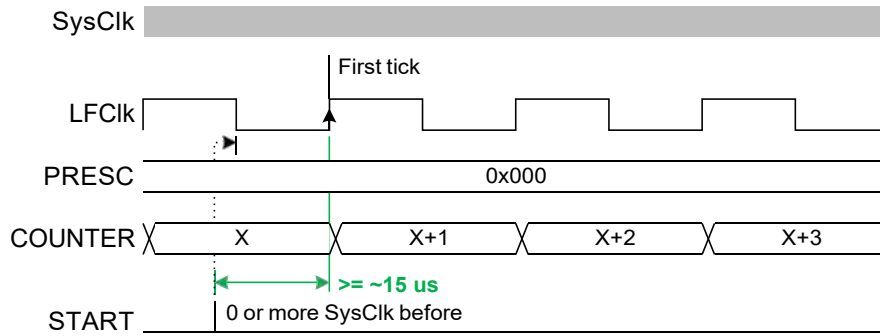 SysClk
First tick
LFClk
PRESC 0x000
COUNTER X X+1 X+2 X+3
>= ~15 us
START 0 or more SysClk before